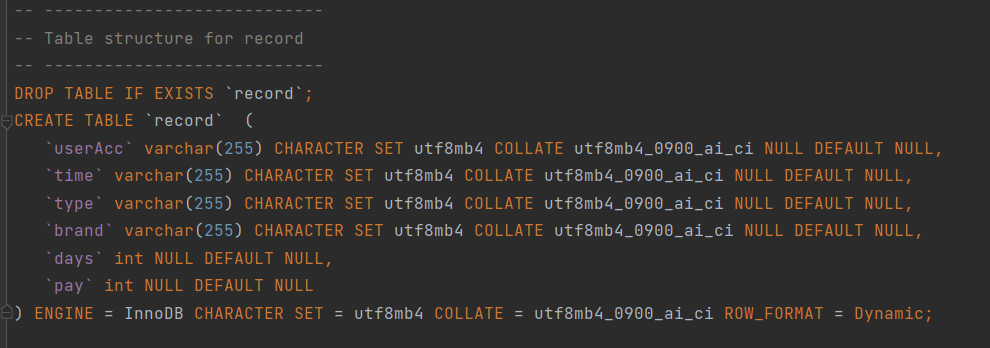 -- ----------------------------
-- Table structure for record
-- ----------------------------
DROP TABLE IF EXISTS `record`;
CREATE TABLE `record`  (
  `userAcc` varchar(255) CHARACTER SET utf8mb4 COLLATE utf8mb4_0900_ai_ci NULL DEFAULT NULL,
  `time` varchar(255) CHARACTER SET utf8mb4 COLLATE utf8mb4_0900_ai_ci NULL DEFAULT NULL,
  `type` varchar(255) CHARACTER SET utf8mb4 COLLATE utf8mb4_0900_ai_ci NULL DEFAULT NULL,
  `brand` varchar(255) CHARACTER SET utf8mb4 COLLATE utf8mb4_0900_ai_ci NULL DEFAULT NULL,
  `days` int NULL DEFAULT NULL,
  `pay` int NULL DEFAULT NULL
) ENGINE = InnoDB CHARACTER SET = utf8mb4 COLLATE = utf8mb4_0900_ai_ci ROW_FORMAT = Dynamic;